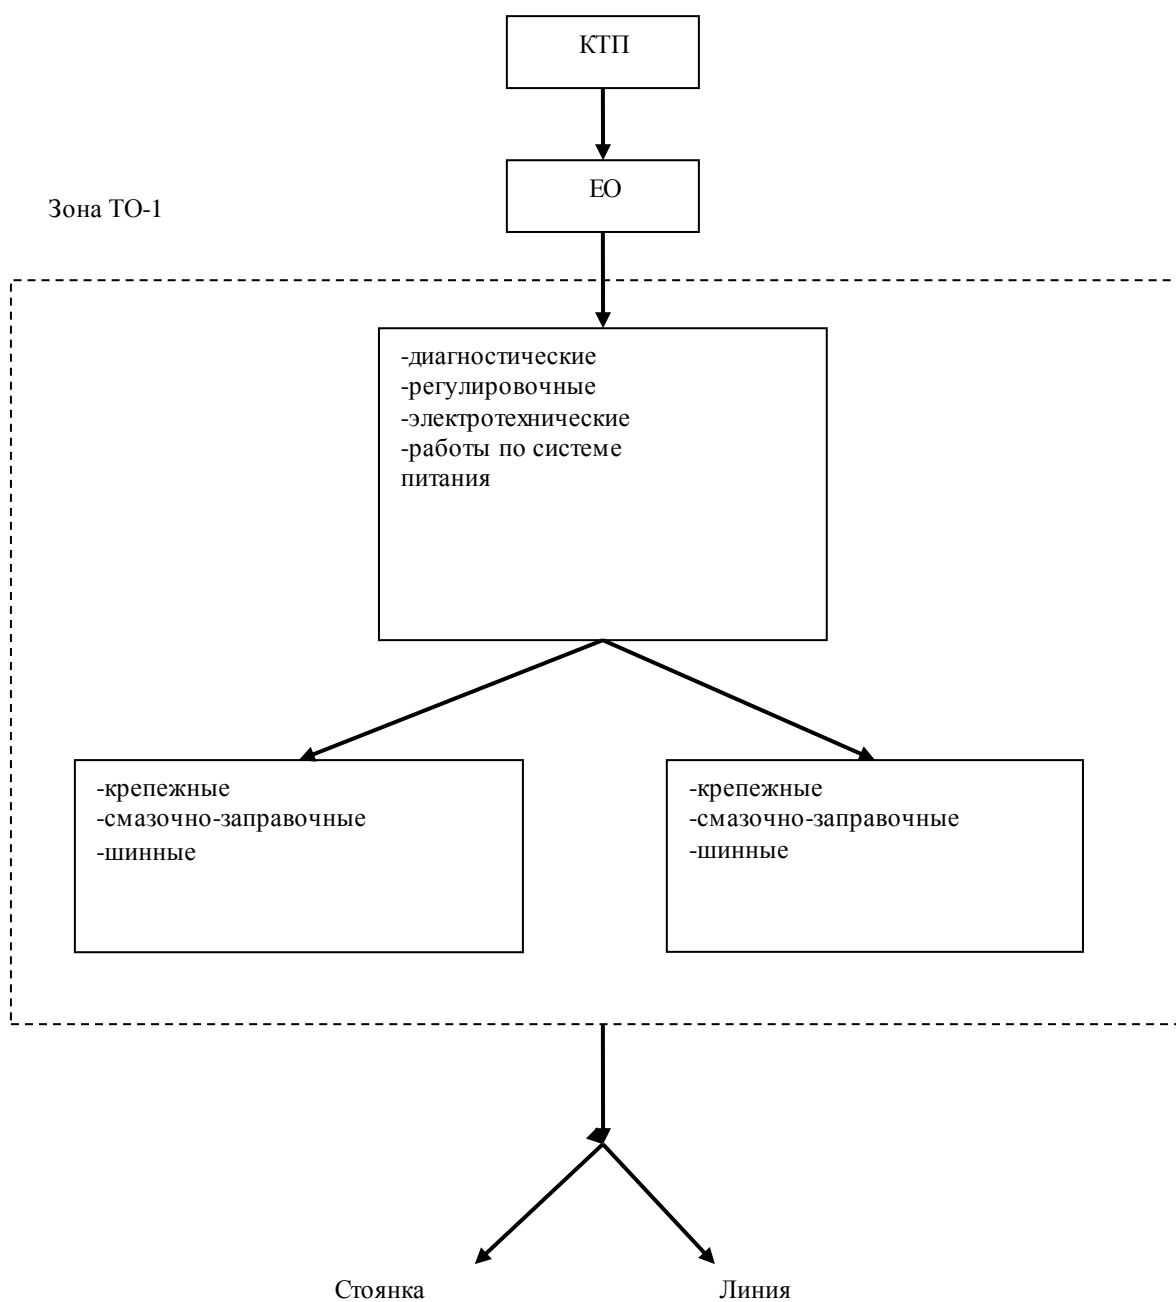 КТП
ЕО
Зона ТО-1
-диагностические
-регулировочные
-электротехнические
-работы по системе
питания
-крепежные
-смазочно-заправочные
-шинные
-крепежные
-смазочно-заправочные
-шинные
Стоянка
Линия